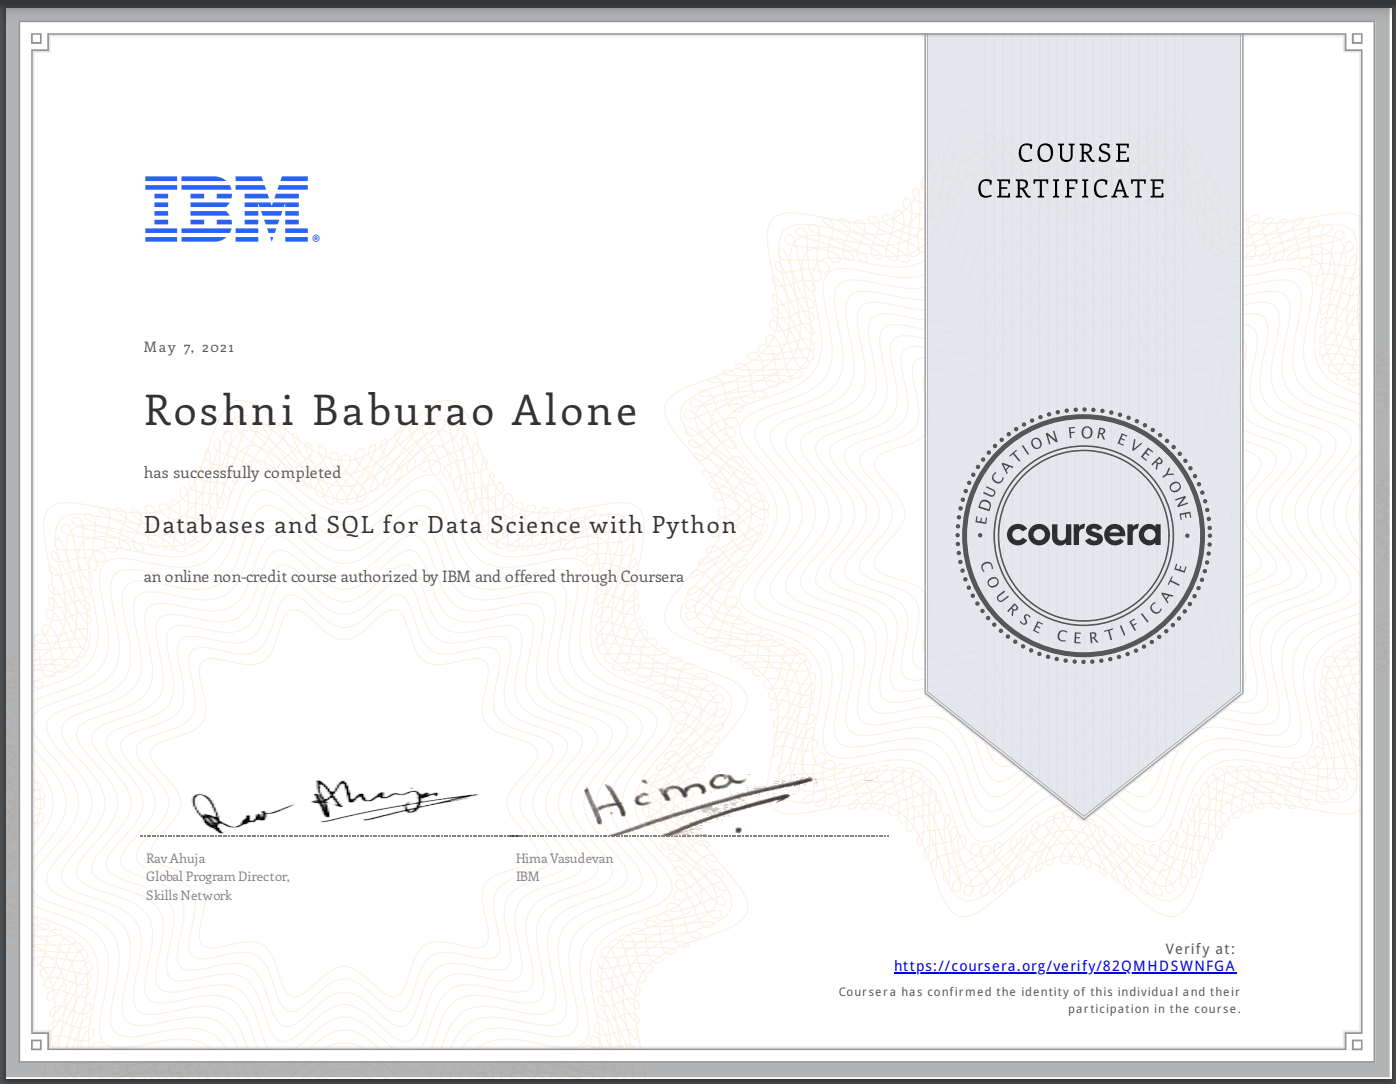 COURSE
CERTIFICATE
IBM®
May 7, 2021
Roshni Baburao Alone
has successfully completed
Databases and SQL for Data Science with Python
an online non-credit course authorized by IBM and offered through Coursera
EDUCATION FOR EVERYONE
coursera
COURSE CERTIFICATE
Rav Ahuja
Hima
Rav Ahuja
Global Program Director,
Skills Network
Hima Vasudevan
IBM
Verify at:
https://coursera.org/verify/82QMHDSWNFGA
Coursera has confirmed the identity of this individual and their
participation in the course.